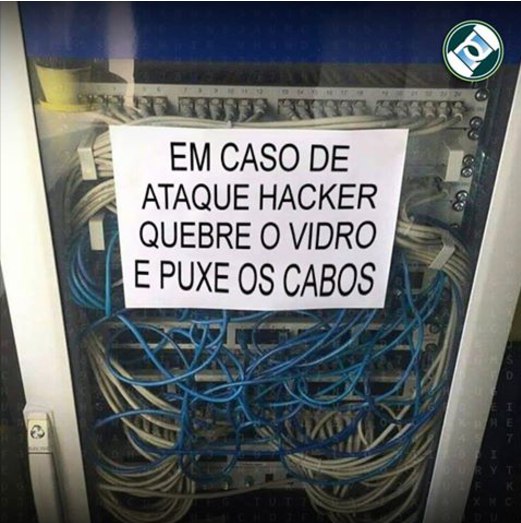 EM CASO DE
ATAQUE HACKER
QUEBRE O VIDRO
E PUXE OS CABOS